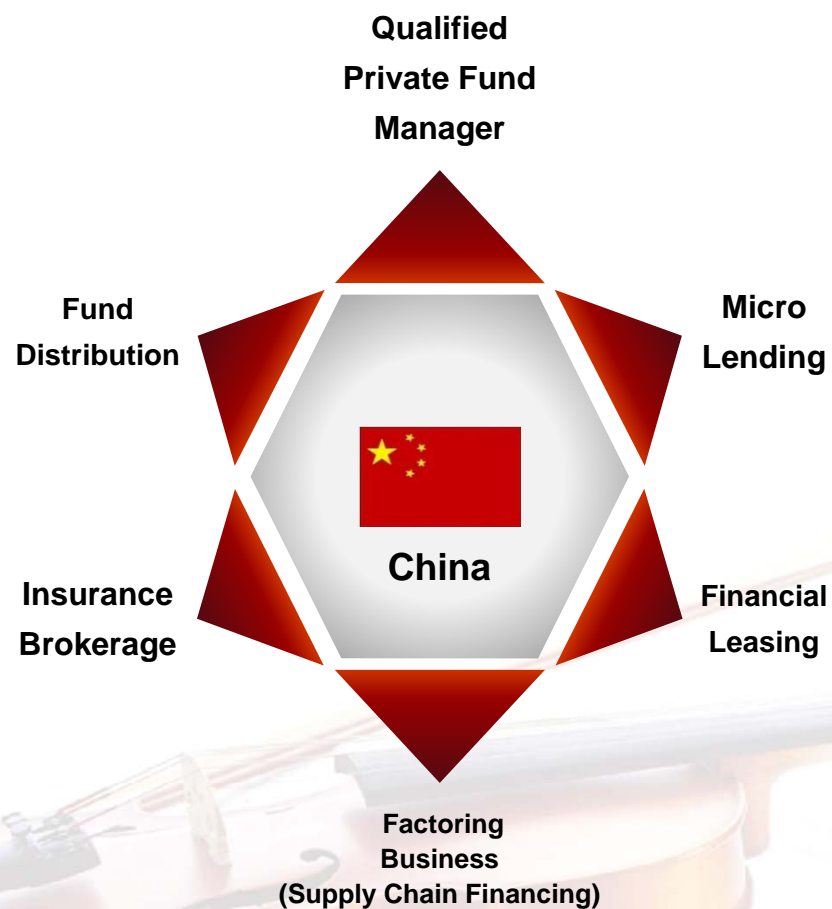 Qualified
Private Fund
Manager
Fund
Distribution
Micro
Lending
China
Insurance
Brokerage
Financial
Leasing
Factoring
Business
(Supply Chain Financing)